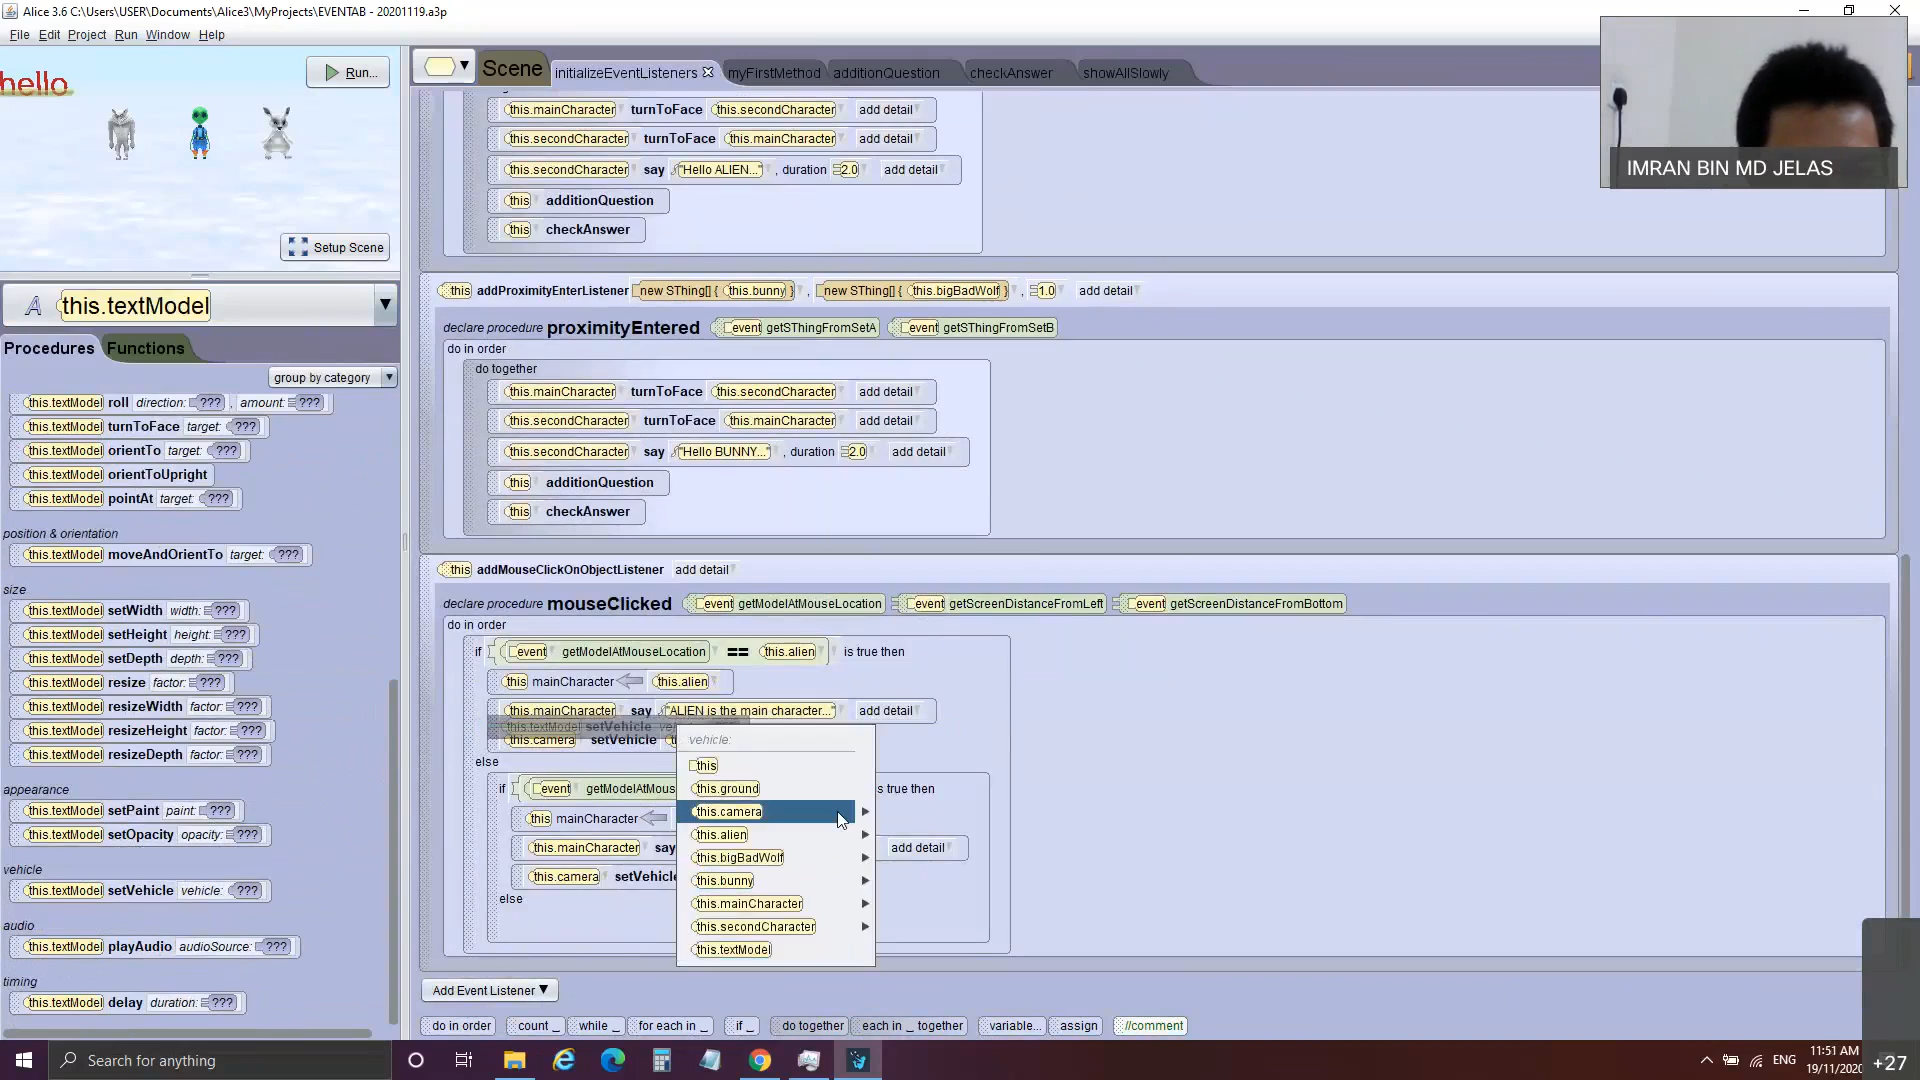 Alice 3.6 C:\Users\USER\Documents\Alice3\MyProjects\EVENTAB - 20201119.a3p
File Edit Project Run Window Help
hello
Run...
Setup Scene
this.textModel
Procedures Functions
group by category
this.textModel roll direction: ??? , amount: ???
this.textModel turnToFace target: ???
this.textModel orientTo target: ???
this.textModel orientToUpright
this.textModel pointAt target: ???
position & orientation
this.textModel moveAndOrientTo target: ???
size
this.textModel setWidth width: ???
this.textModel setHeight height: ???
this.textModel setDepth depth: ???
this.textModel resize factor: ???
this.textModel resizeWidth factor: ???
this.textModel resizeHeight factor: ???
this.textModel resizeDepth factor: ???
appearance
this.textModel setPaint paint: ???
this.textModel setOpacity opacity: ???
vehicle
this.textModel setVehicle vehicle: ???
audio
this.textModel playAudio audioSource: ???
timing
this.textModel delay duration: ???
Scene initializeEventListeners myFirstMethod additionQuestion checkAnswer showAllSlowly
this.mainCharacter turnToFace this.secondCharacter add detail
this.secondCharacter turnToFace this.mainCharacter add detail
this.secondCharacter say "Hello ALIEN..." , duration 2.0 add detail
this additionQuestion
this checkAnswer
this addProximityEnterListener new SThing[] { this.bunny } , new SThing[] { this.bigBadWolf } , 1.0 add detail
declare procedure proximityEntered event getSThingFromSetA event getSThingFromSetB
do in order
do together
this.mainCharacter turnToFace this.secondCharacter add detail
this.secondCharacter turnToFace this.mainCharacter add detail
this.secondCharacter say "Hello BUNNY..." , duration 2.0 add detail
this additionQuestion
this checkAnswer
this addMouseClickOnObjectListener add detail
declare procedure mouseClicked event getModelAtMouseLocation event getScreenDistanceFromLeft event getScreenDistanceFromBottom
do in order
if event getModelAtMouseLocation == this.alien is true then
this mainCharacter this.alien
this.mainCharacter say "ALIEN is the main character..." add detail
this.textModel setVehicle
this.camera setVehicle
else
if event getModelAtMous is true then
this mainCharacter
this.mainCharacter say add detail
this.camera setVehicle
else
vehicle:
this
this.ground
this.camera
this.alien
this.bigBadWolf
this.bunny
this.mainCharacter
this.secondCharacter
this.textModel
Add Event Listener
do in order count _ while _ for each in _ if _ do together each in _ together variable... assign //comment
IMRAN BIN MD JELAS
Search for anything
ENG
11:51 AM
19/11/2020
+27